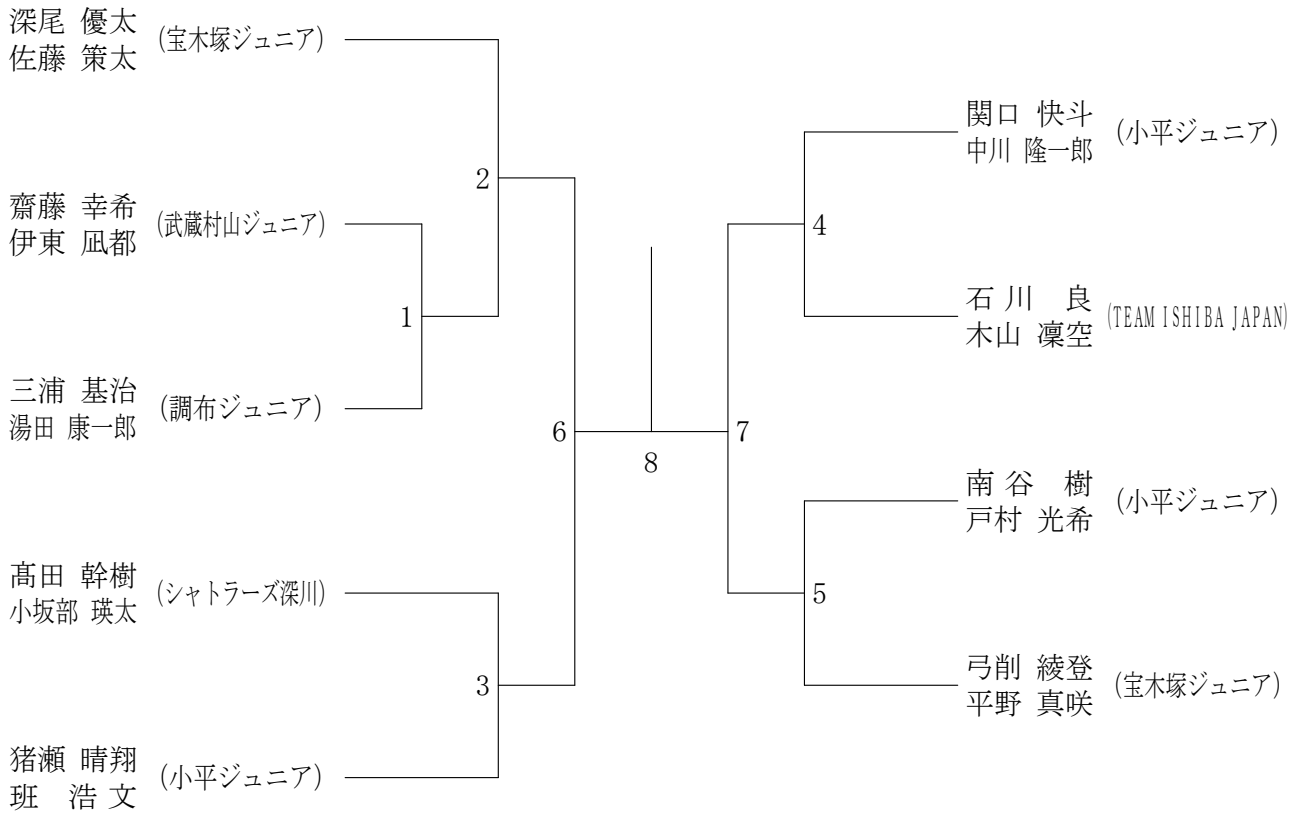 深尾 優太
佐藤 策太
(宝木塚ジュニア)
齋藤 幸希
伊東 凪都
(武蔵村山ジュニア)
三浦 基治
湯田 康一郎
(調布ジュニア)
髙田 幹樹
小坂部 瑛太
(シャトラーズ深川)
猪瀬 晴翔
班 浩文
(小平ジュニア)
2
1
3
6
8
7
4
5
関口 快斗
中川 隆一郎
(小平ジュニア)
石川 良
木山 凜空
(TEAM ISHIBA JAPAN)
南谷 樹
戸村 光希
(小平ジュニア)
弓削 綾登
平野 真咲
(宝木塚ジュニア)